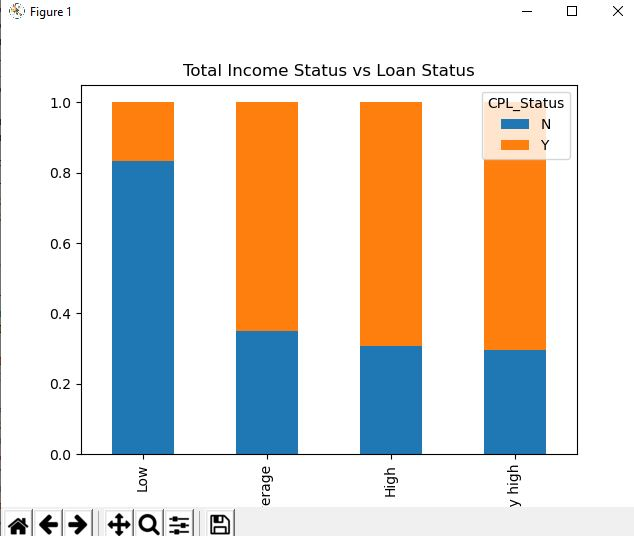 Figure 1
Total Income Status vs Loan Status
CPL_Status
N
Y
1.0
0.8
0.6
0.4
0.2
0.0
Low
erage
High
y high